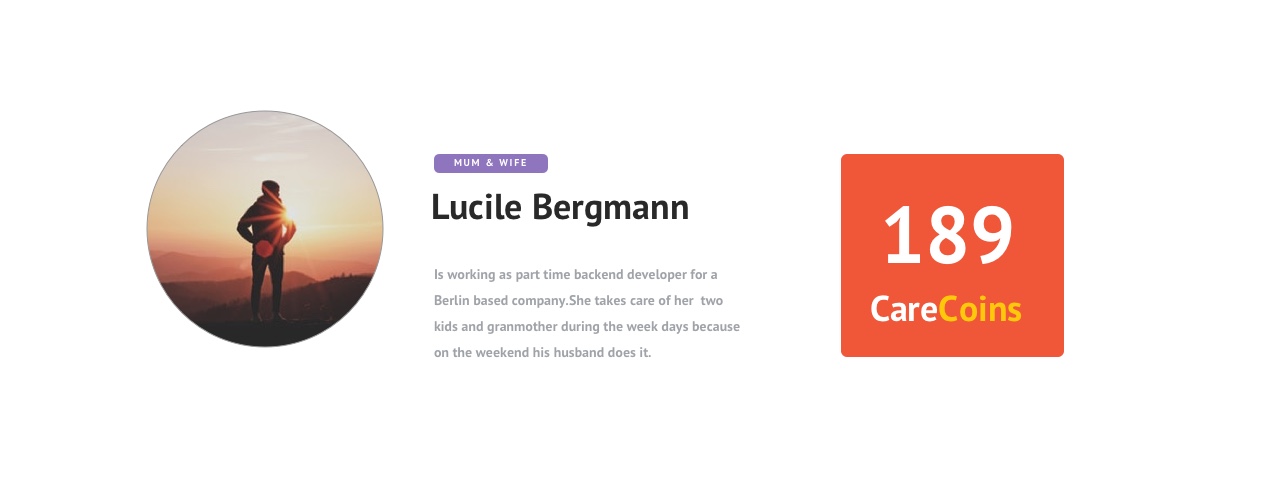 MUM & WIFE
Lucile Bergmann
Is working as part time backend developer for a
Berlin based company.She takes care of her  two
kids and granmother during the week days because
on the weekend his husband does it.
189
CareCoins